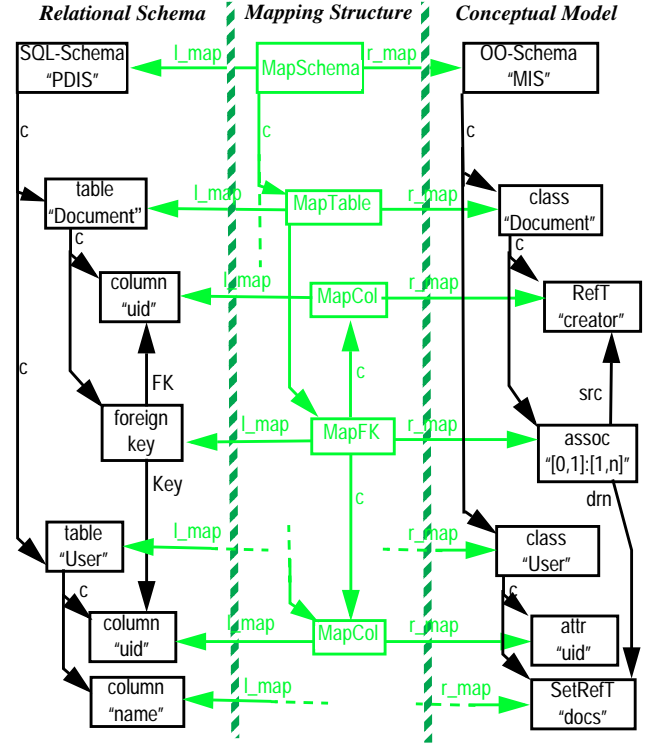 Relational Schema Mapping Structure Conceptual Model
SQL-Schema
"PDIS"
l_map
MapSchema
r_map
OO-Schema
"MIS"
c
c
c
table
"Document"
l_map
MapTable
r_map
class
"Document"
c
c
column
"uid"
l_map
MapCol
r_map
RefT
"creator"
c
FK
c
src
foreign
key
l_map
MapFK
r_map
assoc
"[0,1]:[1,n]"
Key
c
drn
table
"User"
l_map
r_map
class
"User"
c
c
column
"uid"
l_map
MapCol
r_map
attr
"uid"
column
"name"
l_map
r_map
SetRefT
"docs"